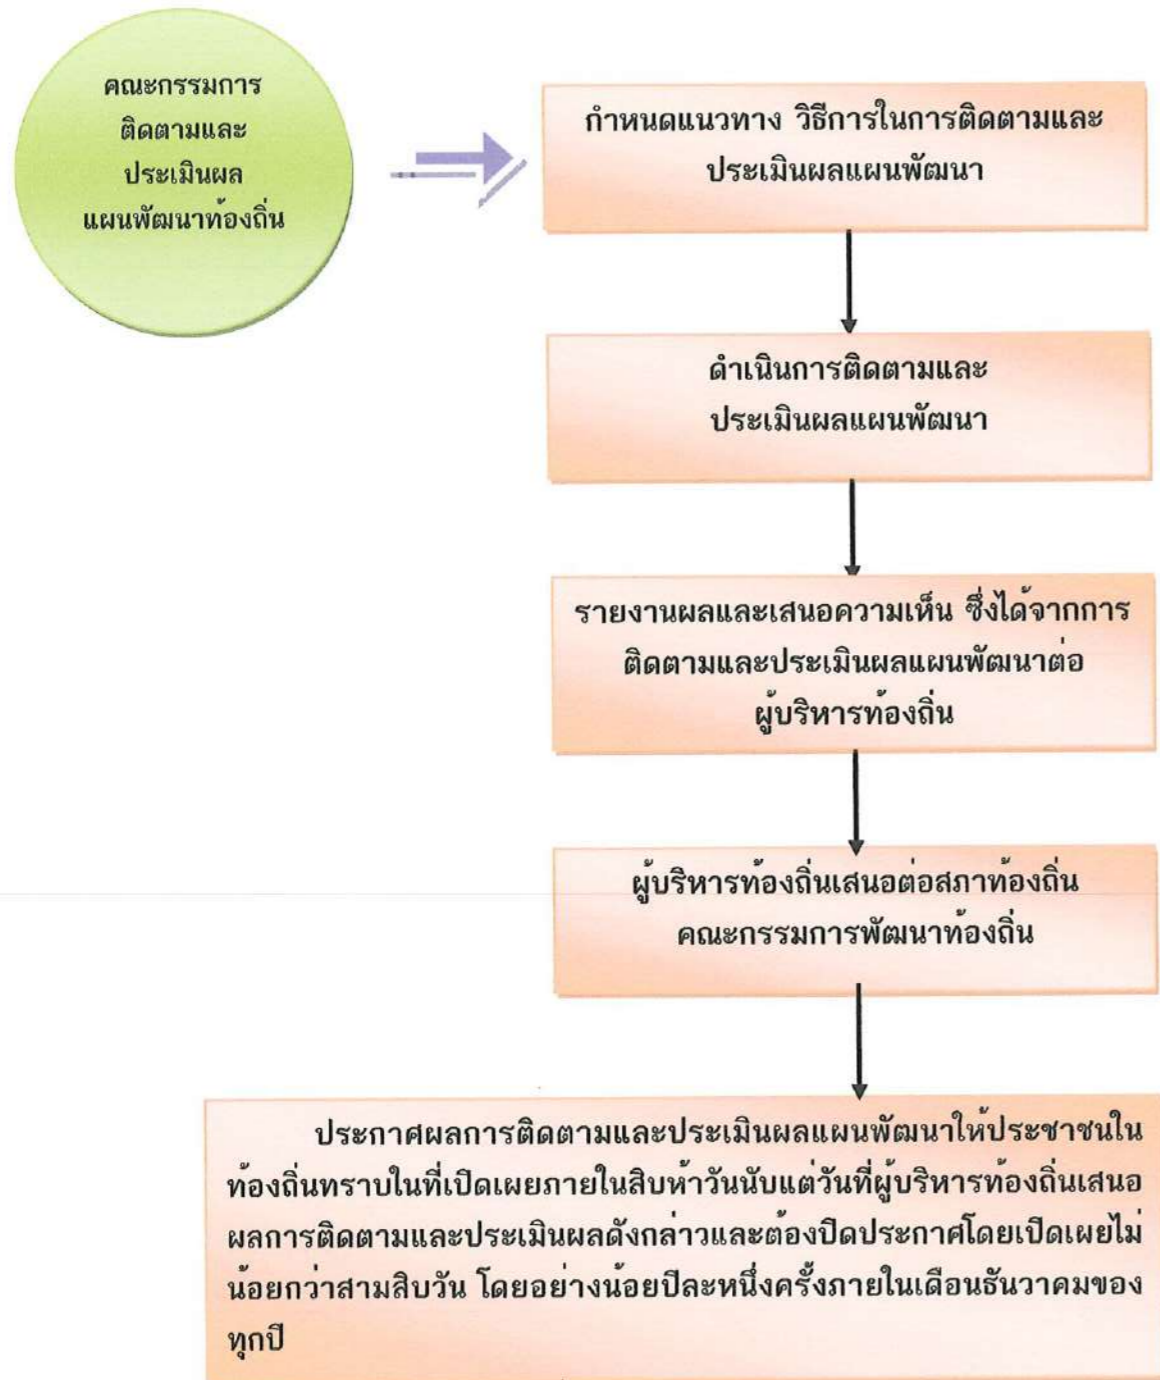 คณะกรรมการ
ติดตามและ
ประเมินผล
แผนพัฒนาท้องถิ่น
กำหนดแนวทาง วิธีการในการติดตามและ
ประเมินผลแผนพัฒนา
ดำเนินการติดตามและ
ประเมินผลแผนพัฒนา
รายงานผลและเสนอความเห็น ซึ่งได้จากการ
ติดตามและประเมินผลแผนพัฒนาต่อ
ผู้บริหารท้องถิ่น
ผู้บริหารท้องถิ่นเสนอต่อสภาท้องถิ่น
คณะกรรมการพัฒนาท้องถิ่น
ประกาศผลการติดตามและประเมินผลแผนพัฒนาให้ประชาชนใน
ท้องถิ่นทราบในที่เปิดเผยภายในสิบห้าวันนับแต่วันที่ผู้บริหารท้องถิ่นเสนอ
ผลการติดตามและประเมินผลดังกล่าวและต้องปิดประกาศโดยเปิดเผยไม่
น้อยกว่าสามสิบวัน โดยอย่างน้อยปีละหนึ่งครั้งภายในเดือนธันวาคมของ
ทุกปี